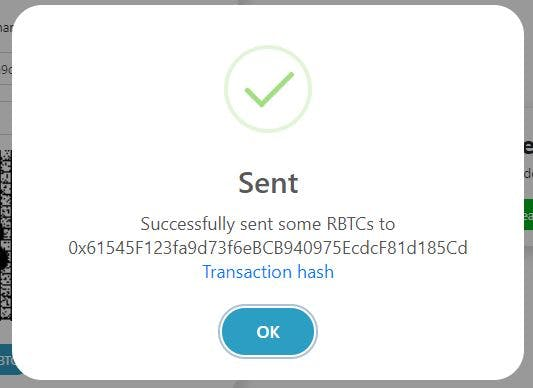 Sent
Successfully sent some RBTCs to
0x61545F123fa9d73f6eBCB940975EcdcF81d185Cd
Transaction hash
OK